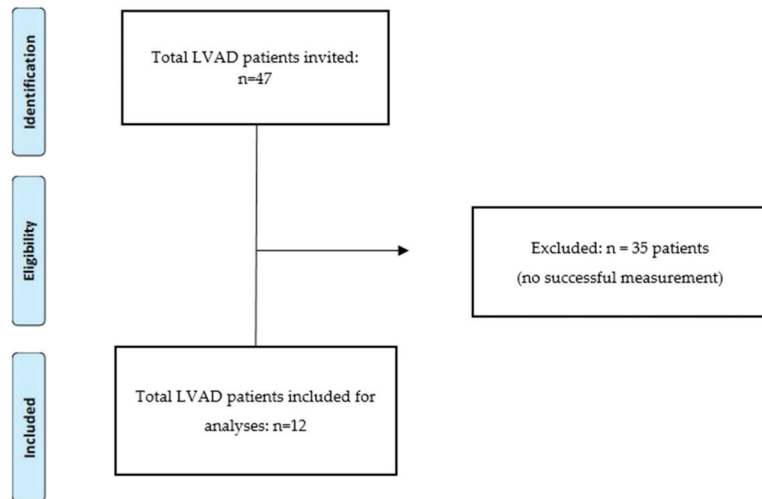 Identification
Total LVAD patients invited:
n=47
Eligibility
Excluded: n = 35 patients
(no successful measurement)
Included
Total LVAD patients included for
analyses: n=12